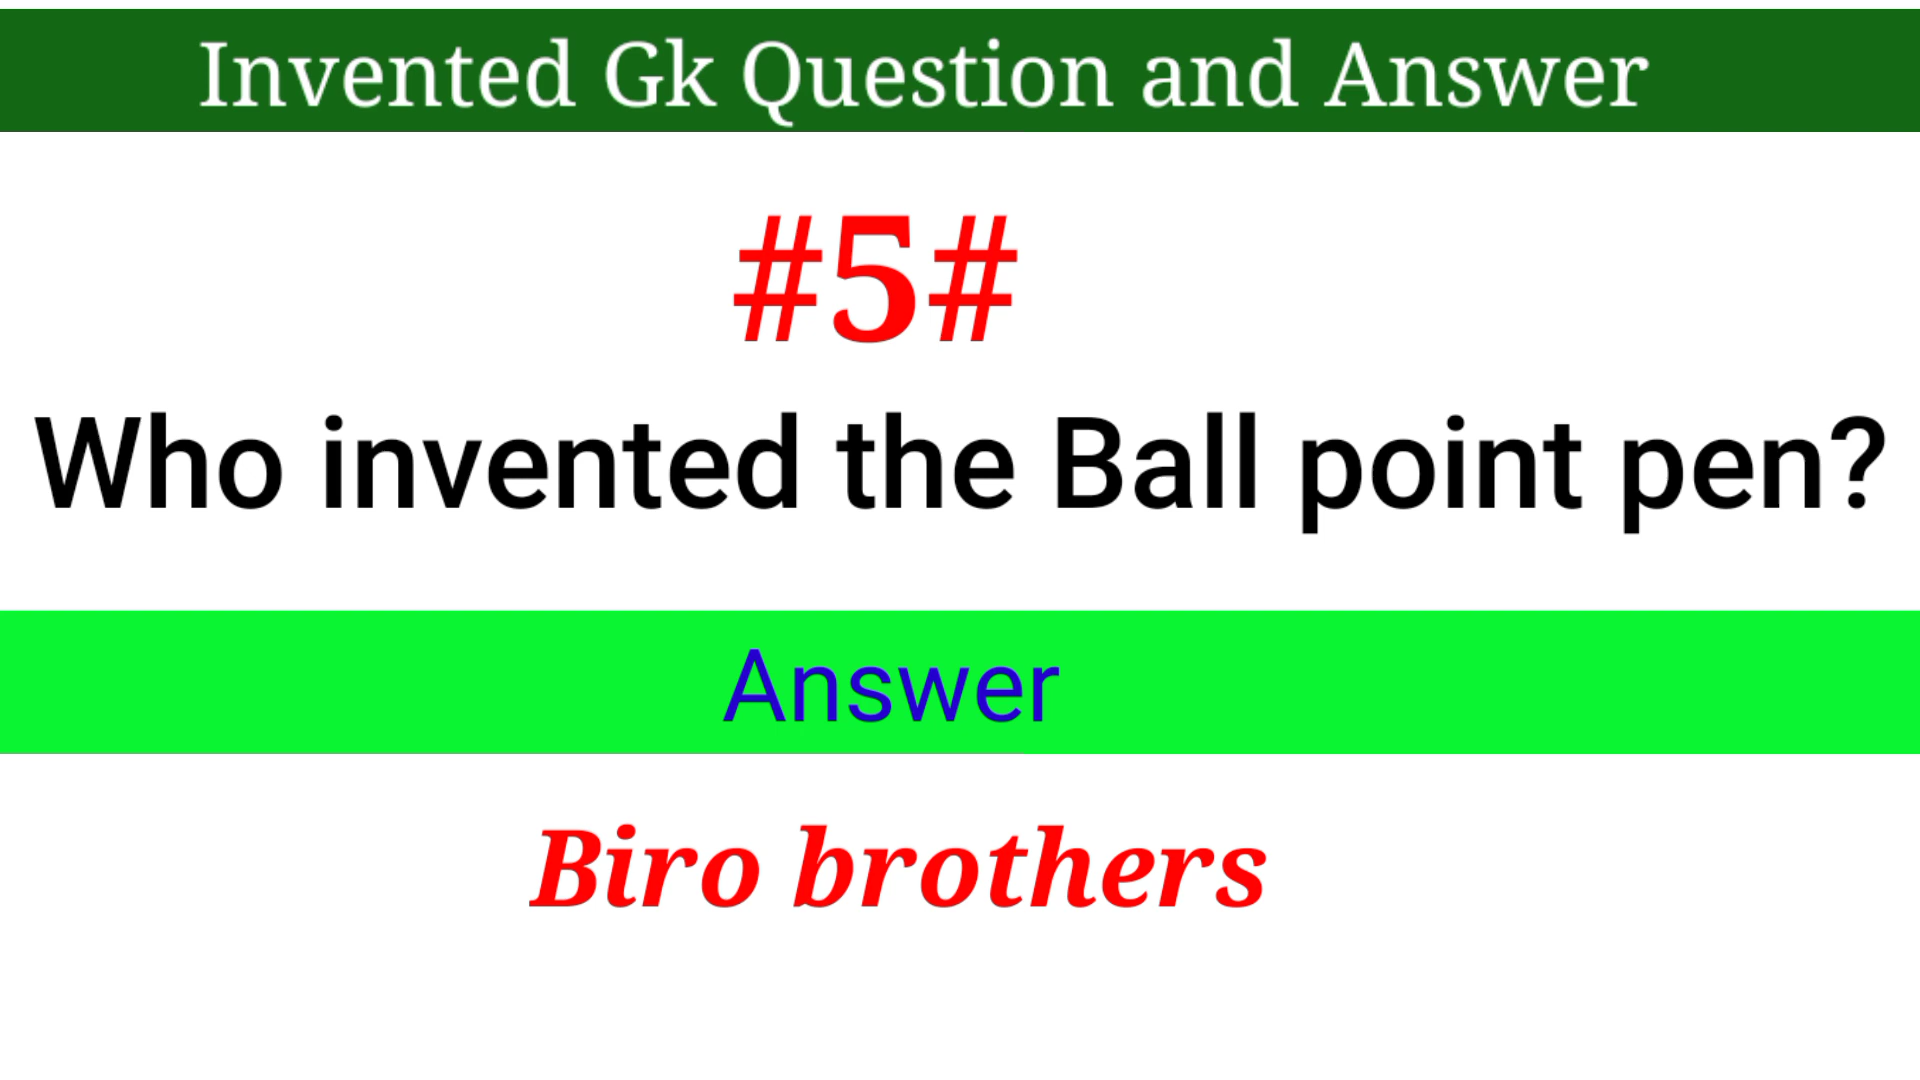 Invented Gk Question and Answer
#5#
Who invented the Ball point pen?
Answer
Biro brothers